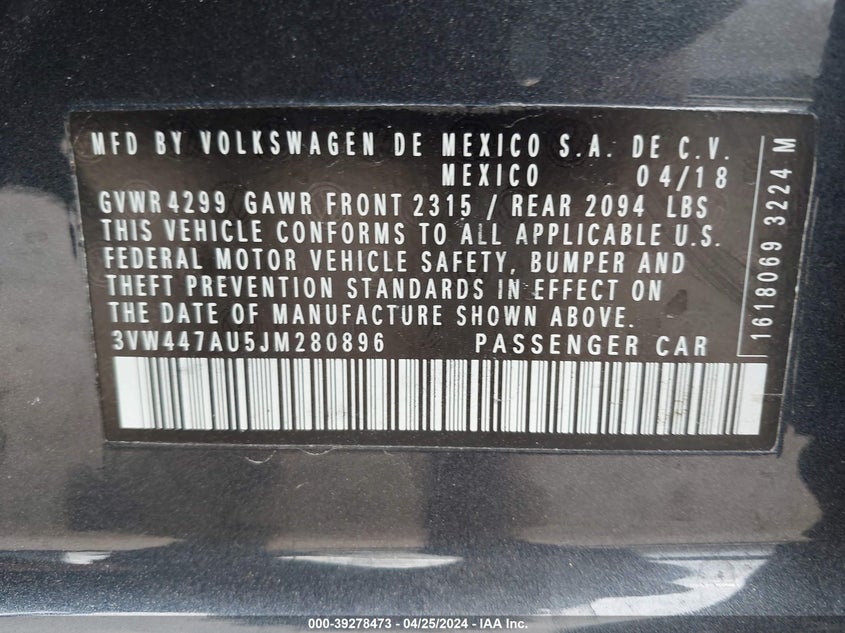 MFD BY VOLKSWAGEN DE MEXICO S.A. DE C.V.
MEXICO 04/18
GVWR 4299 GAWR FRONT 2315 / REAR 2094 LBS
THIS VEHICLE CONFORMS TO ALL APPLICABLE U.S.
FEDERAL MOTOR VEHICLE SAFETY, BUMPER AND
THEFT PREVENTION STANDARDS IN EFFECT ON
THE DATE OF MANUFACTURE SHOWN ABOVE.
3VW447AU5JM280896 PASSENGER CAR
1618069 3224 M
000-39278473 - 04/25/2024 - IAA Inc.